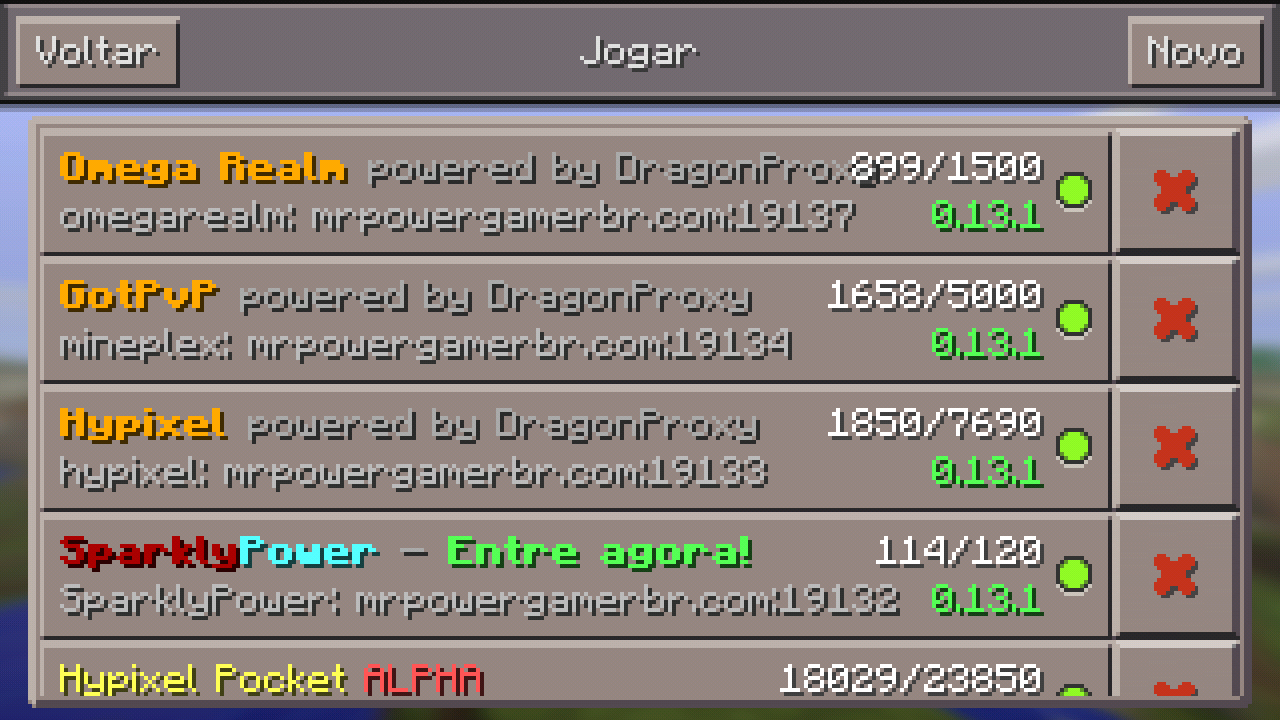 Voltar
Jogar
Novo
Omega Realm powered by DragonProxy 899/1500
omegarealm: mrpowergamerbr.com:19137 0.13.1
GotPvP powered by DragonProxy 1658/5000
mineplex: mrpowergamerbr.com:19134 0.13.1
Hypixel powered by DragonProxy 1850/7690
hypixel: mrpowergamerbr.com:19133 0.13.1
SparklyPower - Entre agora! 114/120
SparklyPower: mrpowergamerbr.com:19132 0.13.1
Hypixel Pocket ALPHA 18029/23850